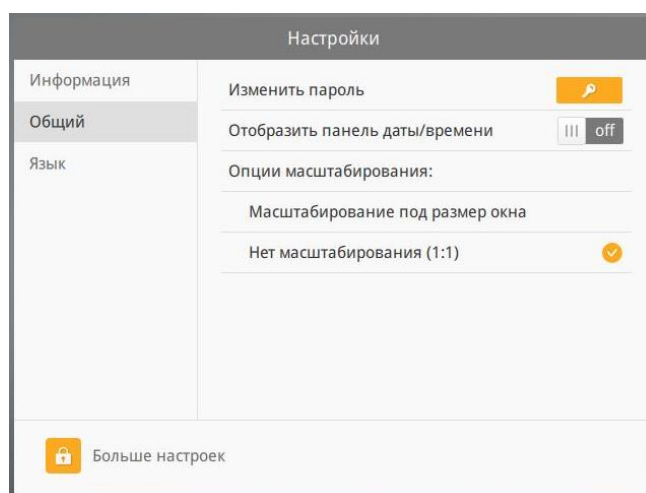 Настройки
Информация
Общий
Язык
Изменить пароль
Отобразить панель даты/времени
off
Опции масштабирования:
Масштабирование под размер окна
Нет масштабирования (1:1)
Больше настроек